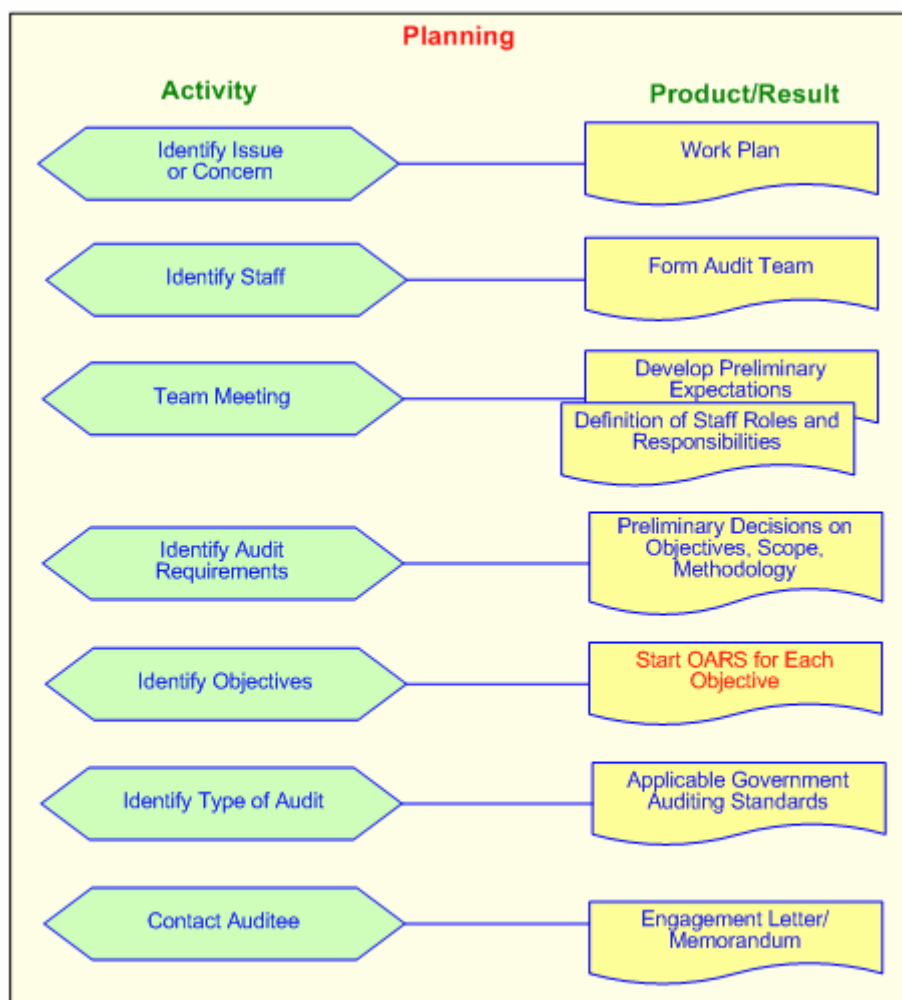 Planning
Activity
Product/Result
Identify Issue
or Concern
Work Plan
Identify Staff
Form Audit Team
Team Meeting
Develop Preliminary
Expectations
Definition of Staff Roles and
Responsibilities
Identify Audit
Requirements
Preliminary Decisions on
Objectives, Scope,
Methodology
Identify Objectives
Start OARS for Each
Objective
Identify Type of Audit
Applicable Government
Auditing Standards
Contact Auditee
Engagement Letter/
Memorandum